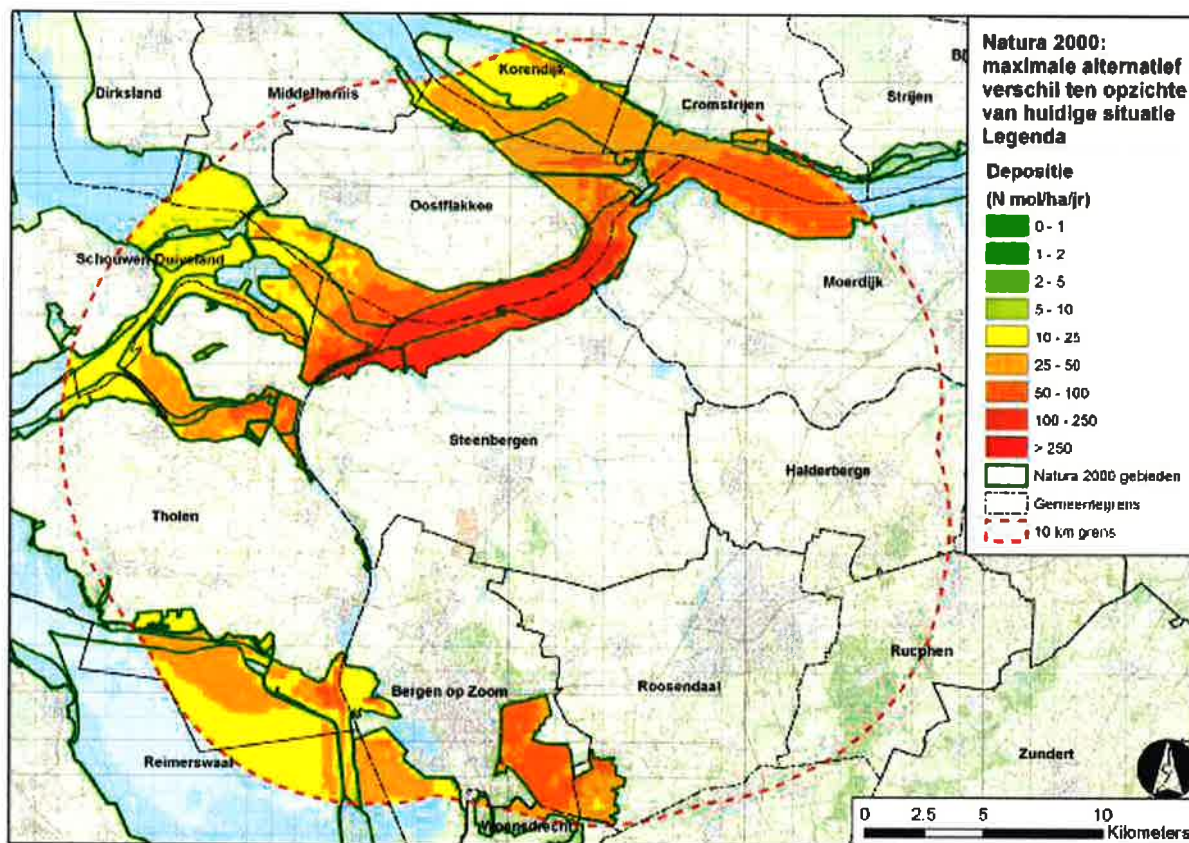 Natura 2000:
maximale alternatief
verschil ten opzichte
van huidige situatie
Legenda
Depositie
(N mol/ha/jr)
0 - 1
1 - 2
2 - 5
5 - 10
10 - 25
25 - 50
50 - 100
100 - 250
> 250
Natura 2000 gebieden
Gemeentegrens
10 km grens
Dirksland
Middelharnis
Korendijk
Cromstrijen
Strijen
Oostflakkee
Schouwen-Duiveland
Moerdijk
Steenbergen
Halderberge
Tholen
Rucphen
Bergen op Zoom
Roosendaal
Reimerswaal
Zundert
Woensdrecht
0 2.5 5 10
Kilometers